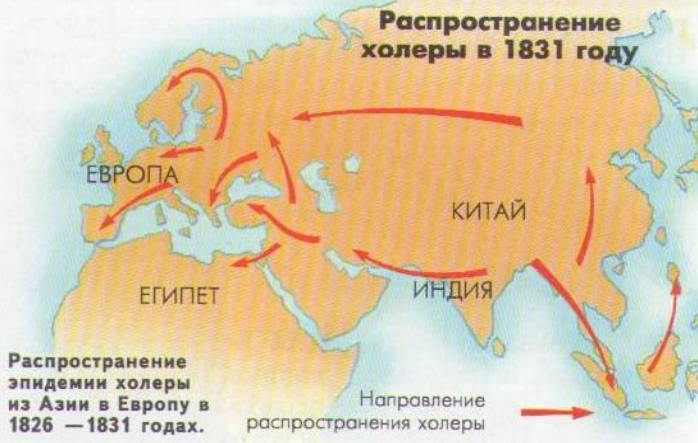 Распространение
холеры в 1831 году
ЕВРОПА
КИТАЙ
ЕГИПЕТ
ИНДИЯ
Распространение
эпидемии холеры
из Азии в Европу в
1826 —1831 годах.
Направление
распространения холеры